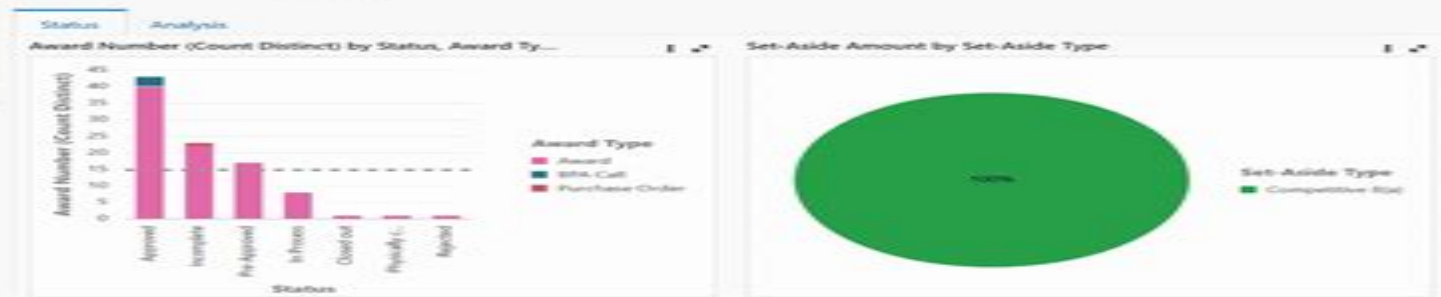 Status Analysis
Award Number (Count Distinct) by Status, Award Ty...
Award Number (Count Distinct)
45
40
35
30
25
20
15
10
5
0
Approved
Incomplete
Pre-Approved
In Process
Closed out
Physically (...
Rejected
Status
Award Type
Award
BPA Call
Purchase Order
Set-Aside Amount by Set-Aside Type
100%
Set-Aside Type
Competitive 8(a)